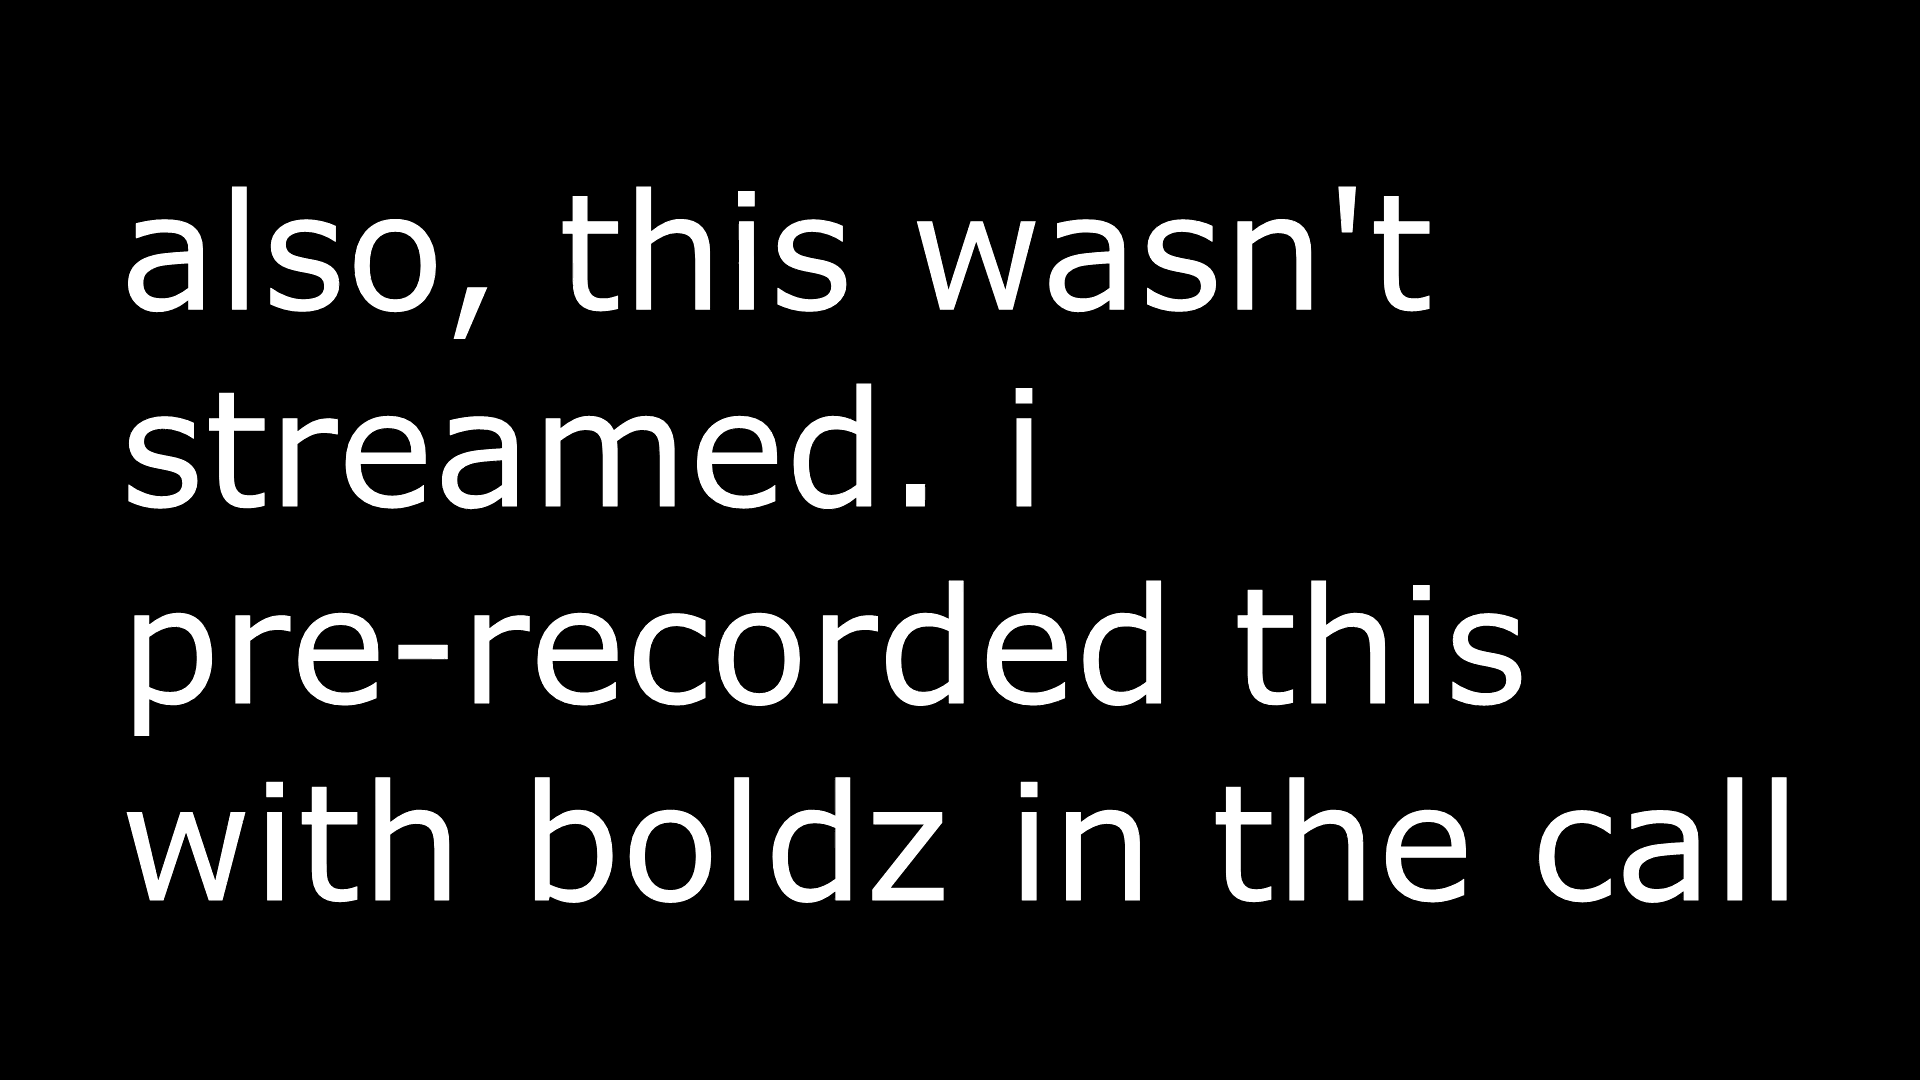 also, this wasn't
streamed. i
pre-recorded this
with boldz in the call